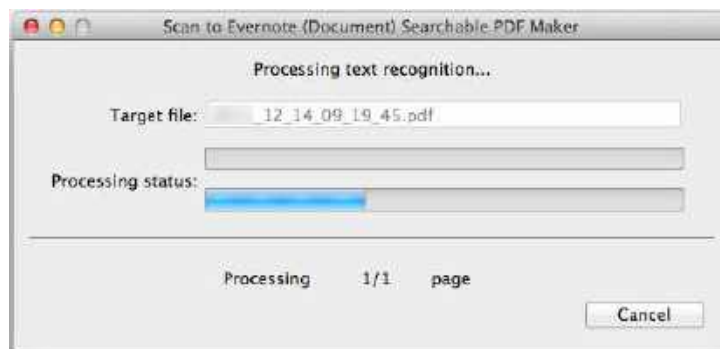 Scan to Evernote (Document) Searchable PDF Maker
Processing text recognition...
Target file: _12_14_09_19_45.pdf
Processing status:
Processing 1/1 page
Cancel